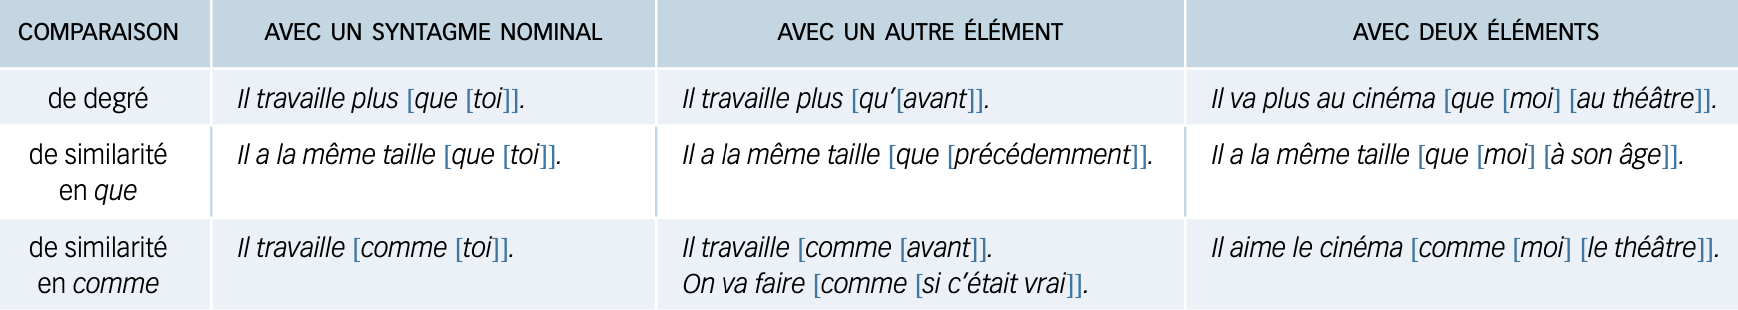 COMPARAISON AVEC UN SYNTAGME NOMINAL AVEC UN AUTRE ÉLÉMENT AVEC DEUX ÉLÉMENTS
de degré Il travaille plus [que [toi]]. Il travaille plus [qu’[avant]]. Il va plus au cinéma [que [moi] [au théâtre]].
de similarité Il a la même taille [que [toi]]. Il a la même taille [que [précédemment]]. Il a la même taille [que [moi] [à son âge]].
en que
de similarité Il travaille [comme [toi]]. Il travaille [comme [avant]]. Il aime le cinéma [comme [moi] [le théâtre]].
en comme On va faire [comme [si c’était vrai]].